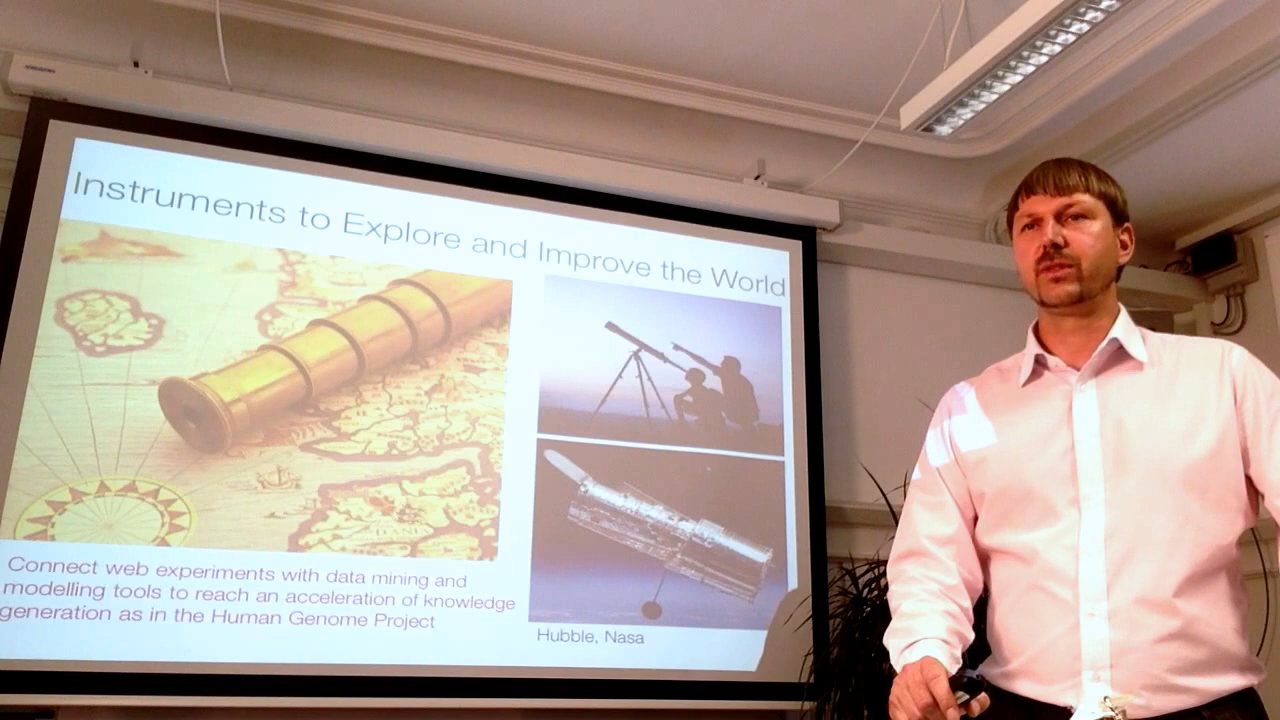 Instruments to Explore and Improve the World
Connect web experiments with data mining and
modelling tools to reach an acceleration of knowledge
generation as in the Human Genome Project
Hubble, Nasa